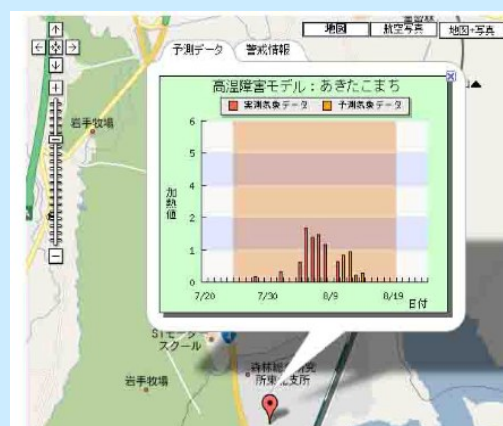 地図
航空写真
地図+写真
予測データ
警戒情報
高温障害モデル:あきたこまち
実測気象データ
予測気象データ
6
5
4
2
1
0
加熱値
7/20
7/30
8/9
8/19
日付
岩手牧場
スクール
岩手牧場
所東北支所